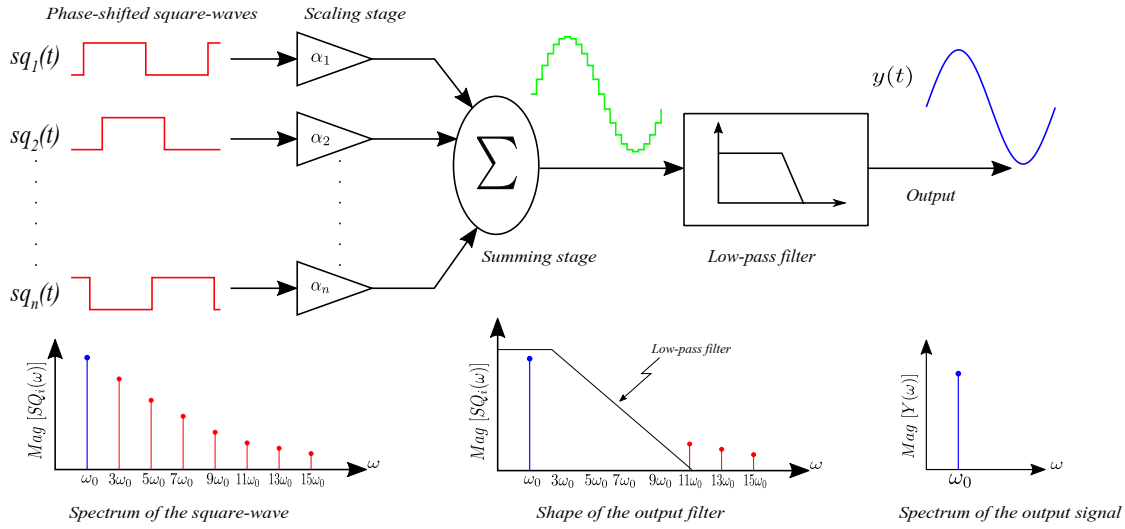 Phase-shifted square-waves
Scaling stage
sq₁(t)
α₁
y(t)
sq₂(t)
α₂
Σ
Output
Summing stage
Low-pass filter
sqₙ(t)
αₙ
Mag [SQᵢ(ω)]
ω₀ 3ω₀ 5ω₀ 7ω₀ 9ω₀ 11ω₀ 13ω₀ 15ω₀
ω
Spectrum of the square-wave
Mag [SQᵢ(ω)]
Low-pass filter
ω₀ 3ω₀ 5ω₀ 7ω₀ 9ω₀ 11ω₀ 13ω₀ 15ω₀
ω
Shape of the output filter
Mag [Y(ω)]
ω₀
ω
Spectrum of the output signal